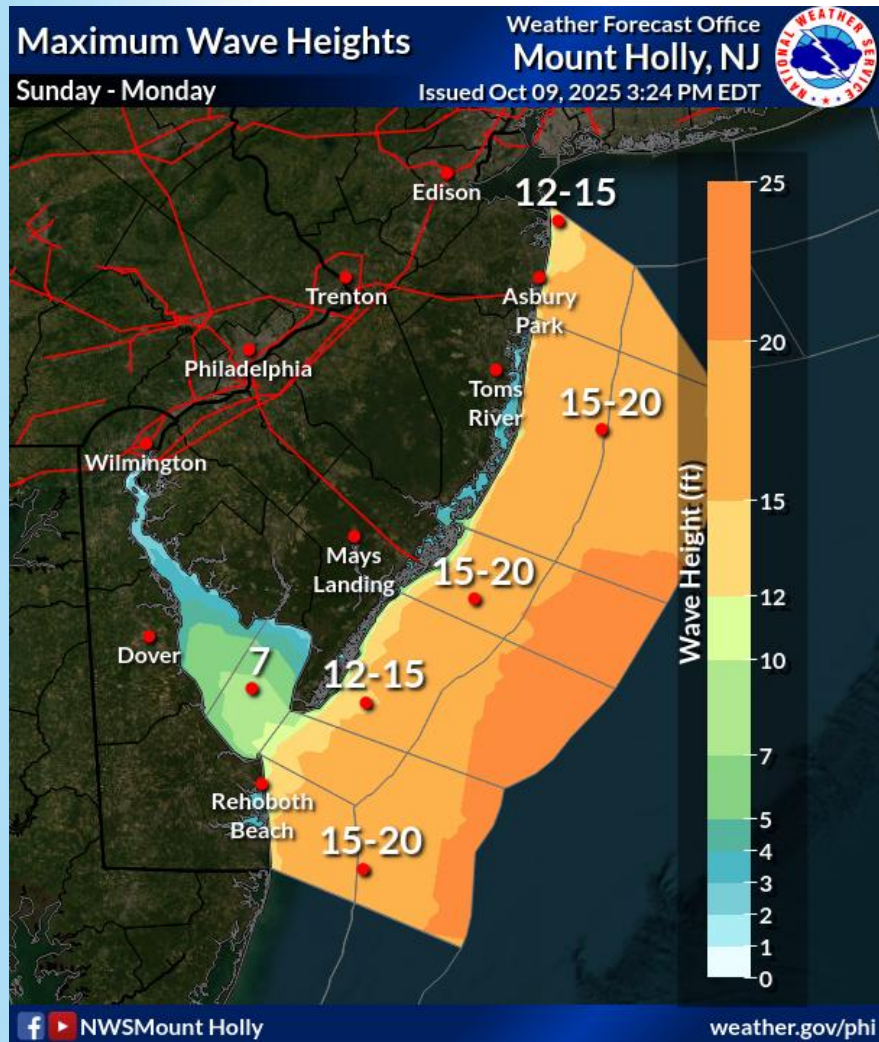 Maximum Wave Heights
Weather Forecast Office
Mount Holly, NJ
Sunday - Monday
Issued Oct 09, 2025 3:24 PM EDT
NATIONAL WEATHER SERVICE
Edison
12-15
Trenton
Asbury
Park
Philadelphia
Toms
River
15-20
Wilmington
Mays
Landing
15-20
Dover
7
12-15
Rehoboth
Beach
15-20
Wave Height (ft)
25
20
15
12
10
7
5
4
3
2
1
0
NWSMount Holly
weather.gov/phi